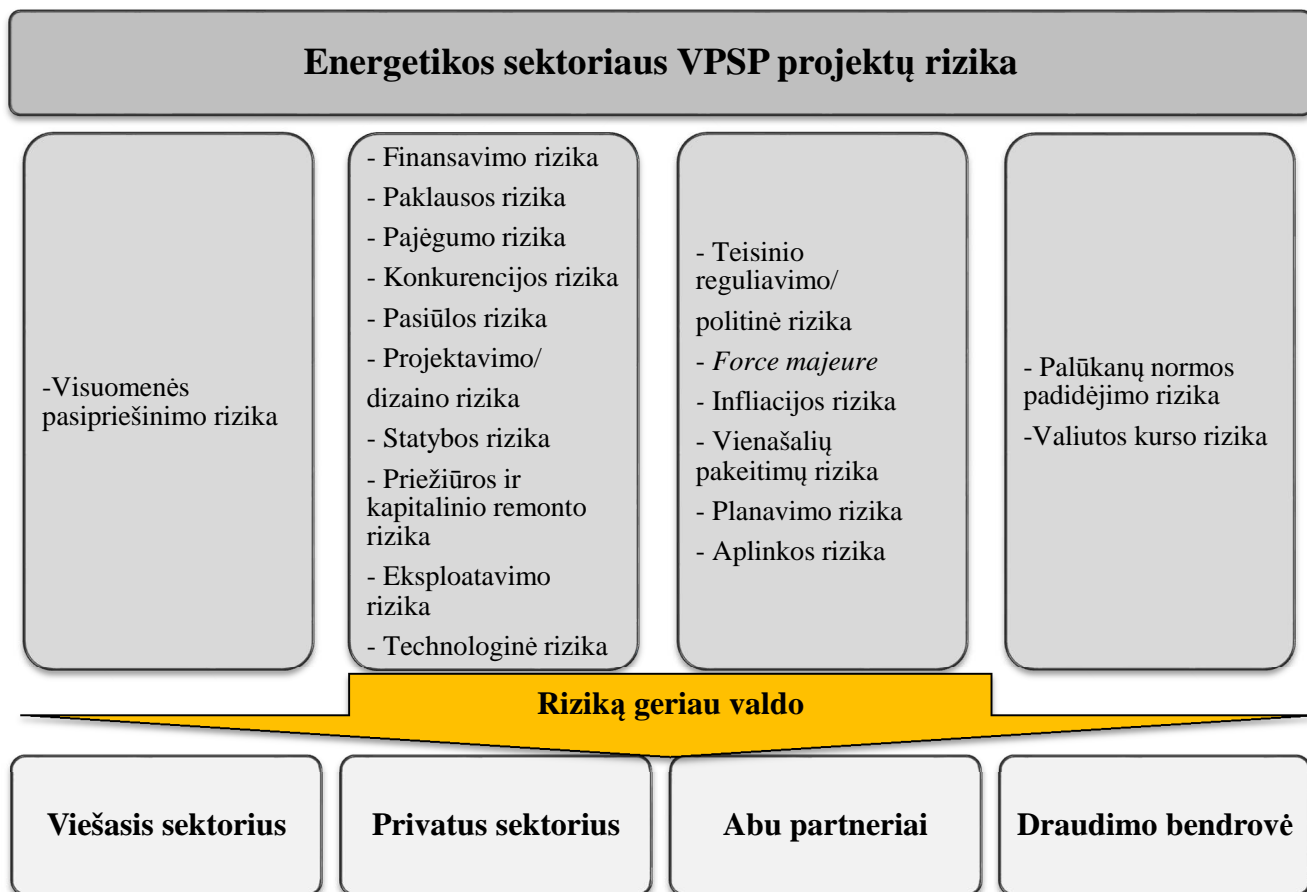 Energetikos sektoriaus VPSP projektų rizika
-Visuomenės
pasipriešinimo rizika
- Finansavimo rizika
- Paklausos rizika
- Pajėgumo rizika
- Konkurencijos rizika
- Pasiūlos rizika
- Projektavimo/
dizaino rizika
- Statybos rizika
- Priežiūros ir
kapitalinio remonto
rizika
- Eksploatavimo
rizika
- Technologinė rizika
- Teisinio
reguliavimo/
politinė rizika
- Force majeure
- Infliacijos rizika
- Vienašalių
pakeitimų rizika
- Planavimo rizika
- Aplinkos rizika
- Palūkanų normos
padidėjimo rizika
-Valiutos kurso rizika
Riziką geriau valdo
Viešasis sektorius
Privatus sektorius
Abu partneriai
Draudimo bendrovė